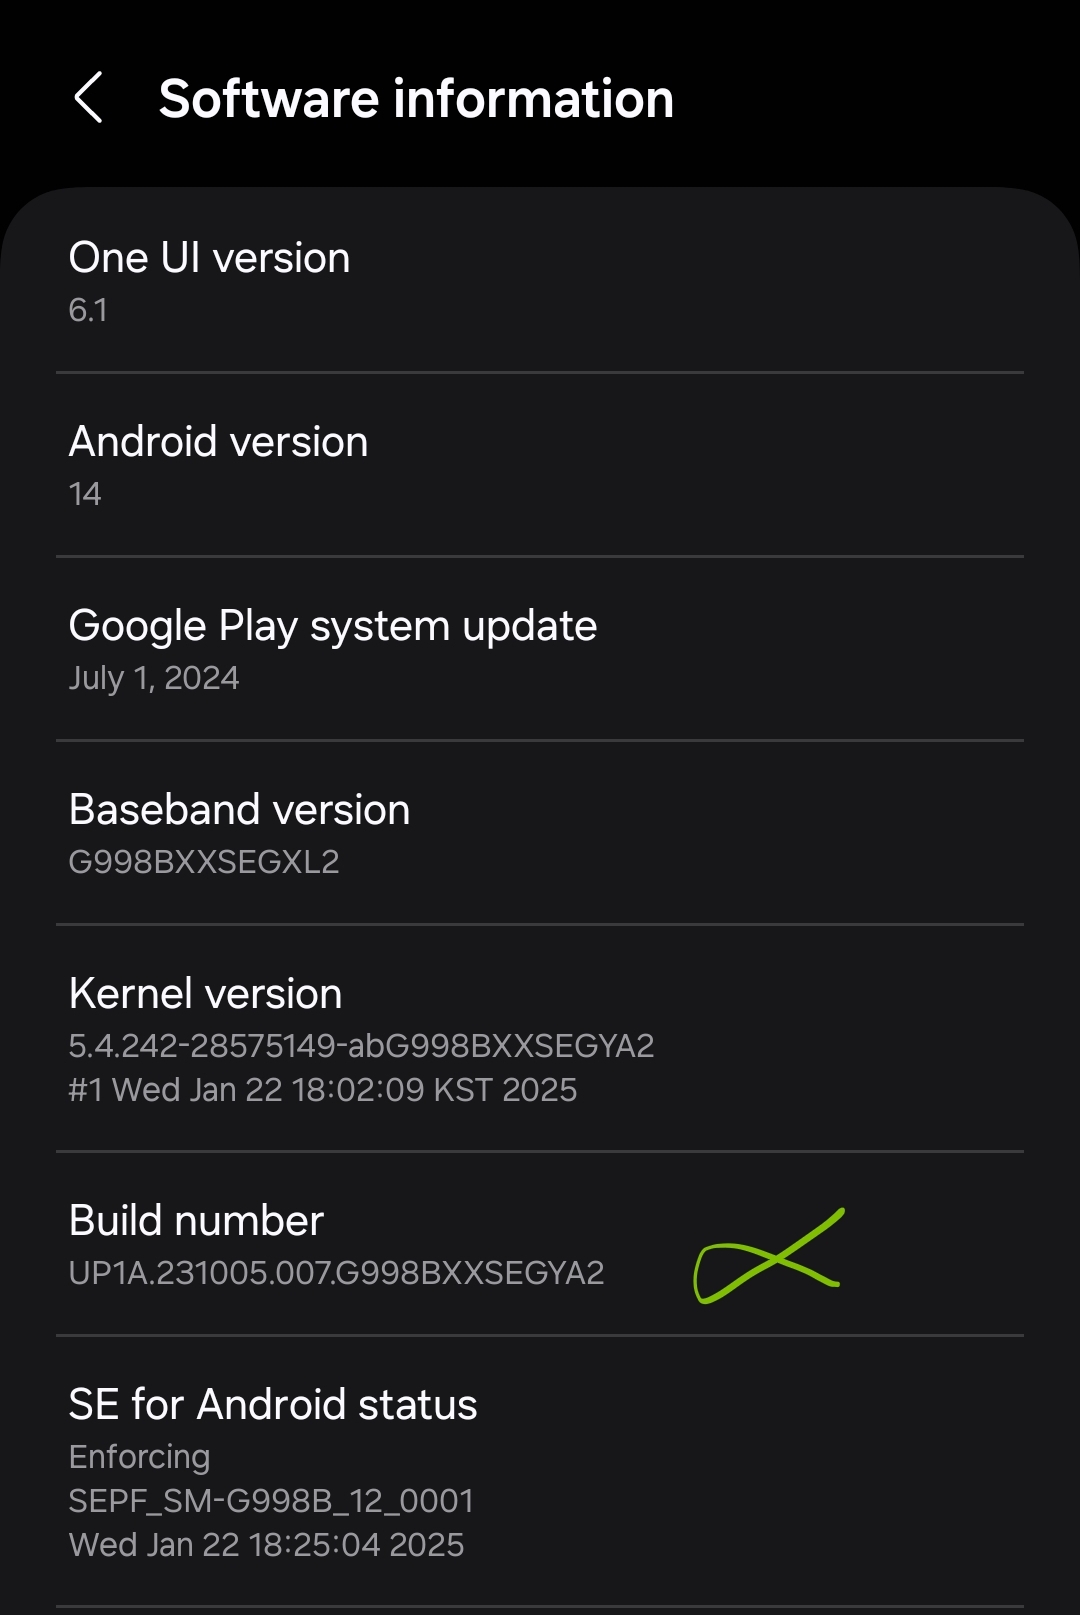 Software information
One UI version
6.1
Android version
14
Google Play system update
July 1, 2024
Baseband version
G998BXXSEGXL2
Kernel version
5.4.242-28575149-abG998BXXSEGYA2
#1 Wed Jan 22 18:02:09 KST 2025
Build number
UP1A.231005.007.G998BXXSEGYA2
SE for Android status
Enforcing
SEPF_SM-G998B_12_0001
Wed Jan 22 18:25:04 2025